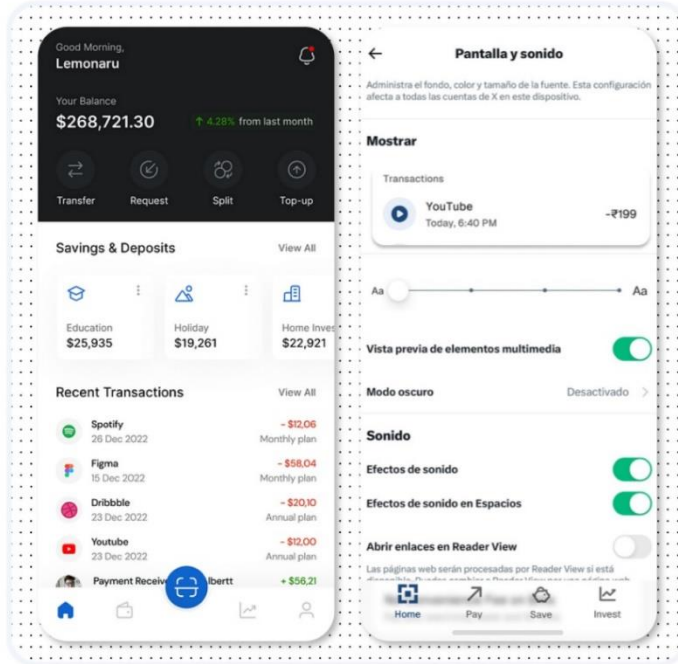 Good Morning,
Lemonaru
Your Balance
$268,721.30
↑ 4.28% from last month
Transfer
Request
Split
Top-up
Savings & Deposits
View All
Education
$25,935
Holiday
$19,261
Home Inves
$22,921
Recent Transactions
View All
Spotify
- $12,06
26 Dec 2022
Monthly plan
Figma
- $58,04
15 Dec 2022
Monthly plan
Dribbble
- $20,10
23 Dec 2022
Annual plan
Youtube
- $12,00
23 Dec 2022
Annual plan
Payment Receive
lbertt
+ $56,21
Pantalla y sonido
Administra el fondo, color y tamaño de la fuente. Esta configuración
afecta a todas las cuentas de X en este dispositivo.
Mostrar
Transactions
YouTube
Today, 6:40 PM
-₹199
Aa
Aa
Vista previa de elementos multimedia
Modo oscuro
Desactivado
Sonido
Efectos de sonido
Efectos de sonido en Espacios
Abrir enlaces en Reader View
Las páginas web serán procesadas por Reader View si está
Home
Pay
Save
Invest